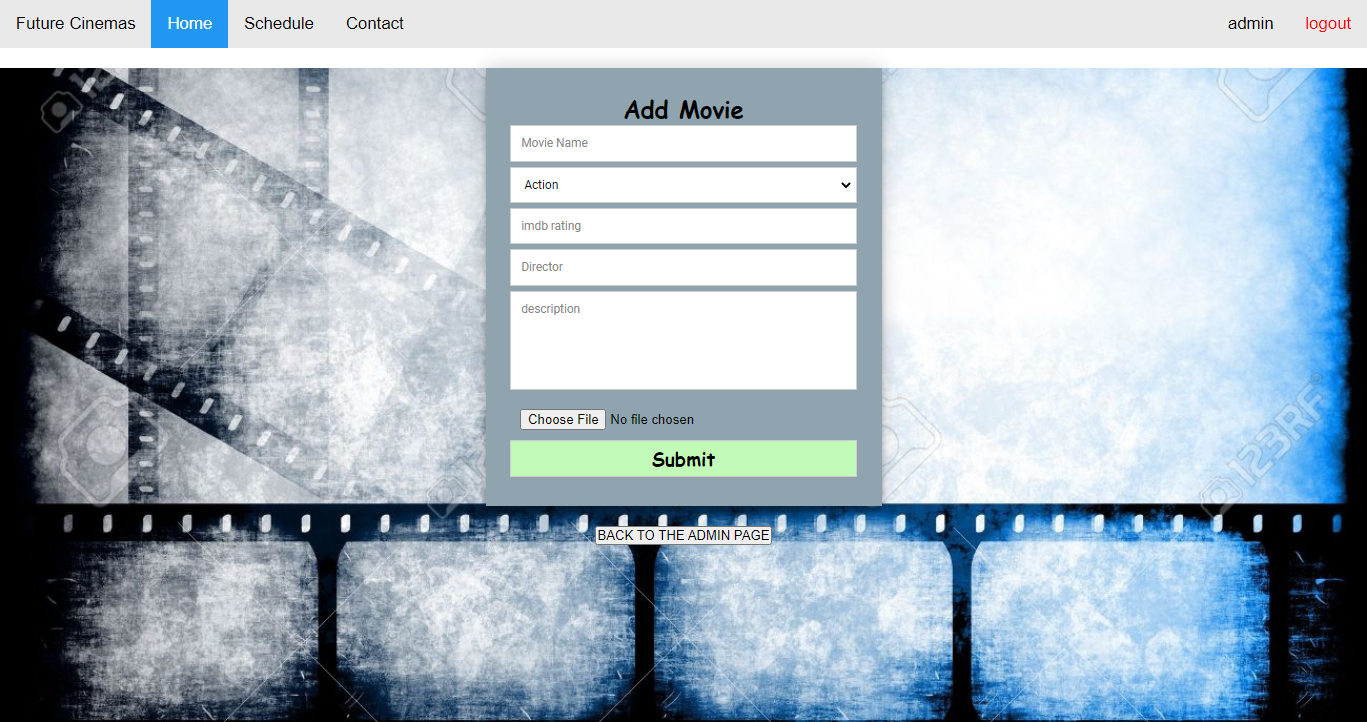 Future Cinemas Home Schedule Contact admin logout
Add Movie
Movie Name
Action
imdb rating
Director
description
Choose File No file chosen
Submit
BACK TO THE ADMIN PAGE
123RF